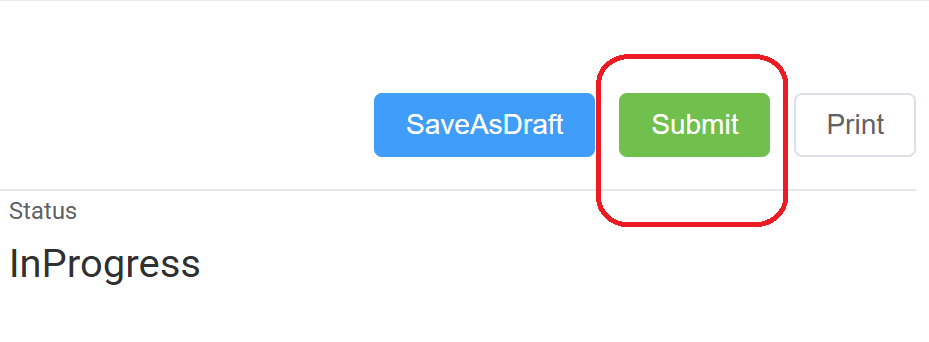 SaveAsDraft Submit Print
Status
InProgress